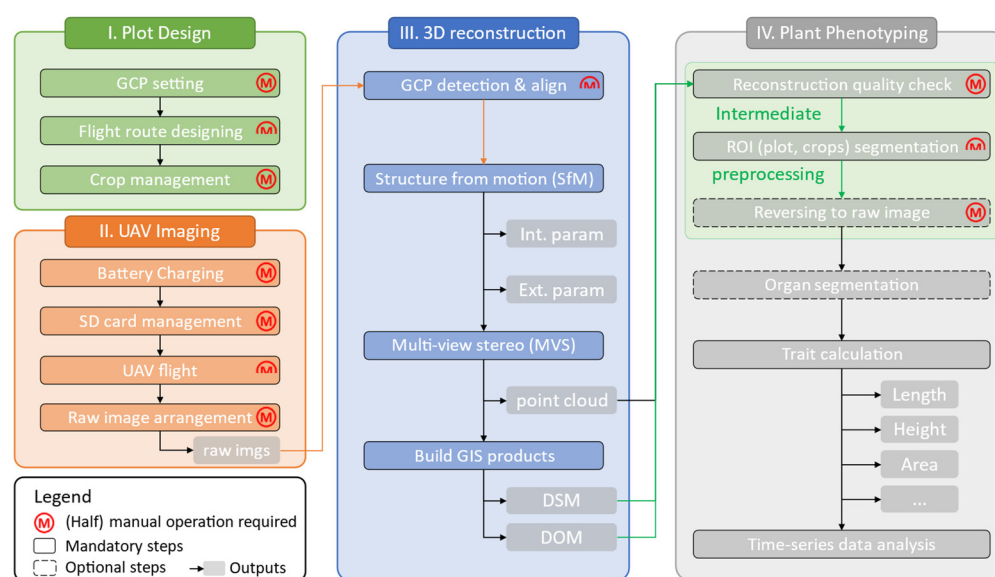 I. Plot Design
GCP setting
M
Flight route designing
M
Crop management
M
II. UAV Imaging
Battery Charging
M
SD card management
M
UAV flight
M
Raw image arrangement
M
raw imgs
Legend
M (Half) manual operation required
Mandatory steps
Optional steps
Outputs
III. 3D reconstruction
GCP detection & align
M
Structure from motion (SfM)
Int. param
Ext. param
Multi-view stereo (MVS)
point cloud
Build GIS products
DSM
DOM
IV. Plant Phenotyping
Reconstruction quality check
M
Intermediate
ROI (plot, crops) segmentation
M
preprocessing
Reversing to raw image
M
Organ segmentation
Trait calculation
Length
Height
Area
...
Time-series data analysis